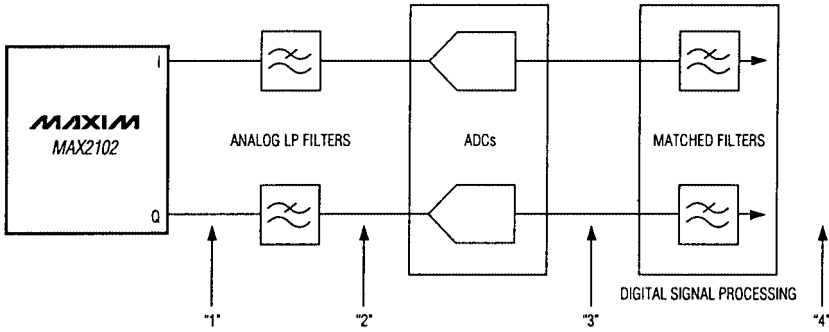 I
MAXIM
MAX2102
ANALOG LP FILTERS
ADCs
MATCHED FILTERS
Q
DIGITAL SIGNAL PROCESSING
"1"
"2"
"3"
"4"